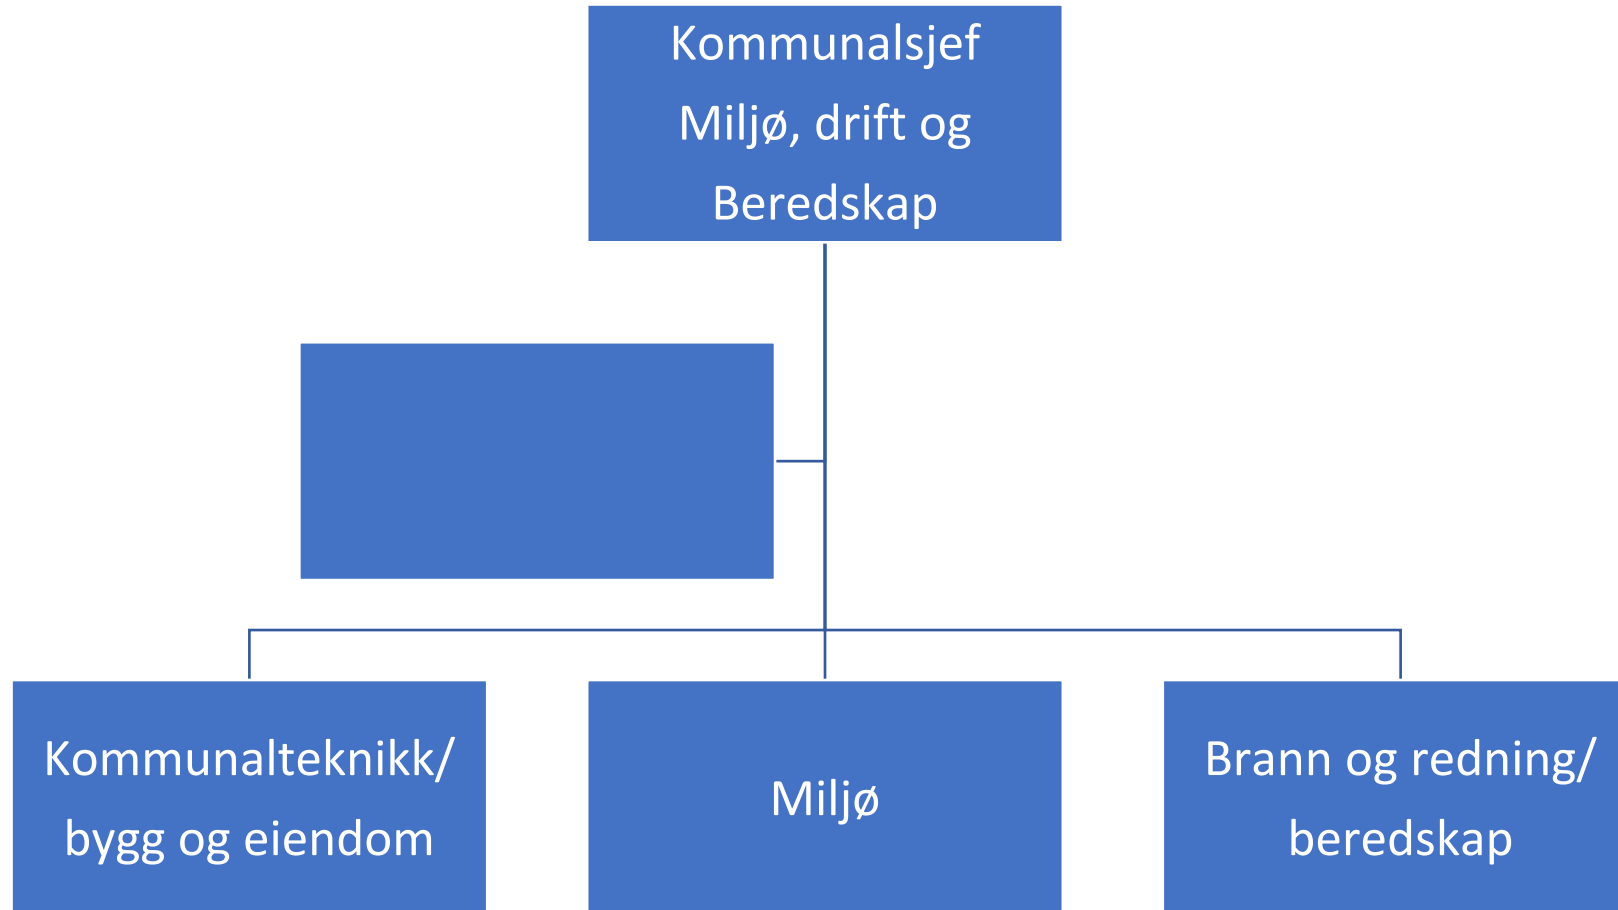 Kommunalsjef
Miljø, drift og
Beredskap
Kommunalteknikk/
bygg og eiendom
Miljø
Brann og redning/
beredskap